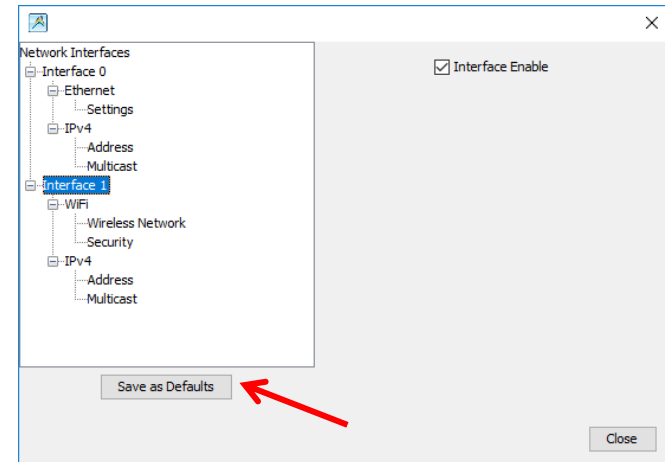 Network Interfaces
Interface 0
Ethernet
Settings
IPv4
Address
Multicast
Interface 1
WiFi
Wireless Network
Security
IPv4
Address
Multicast
Interface Enable
Save as Defaults
Close